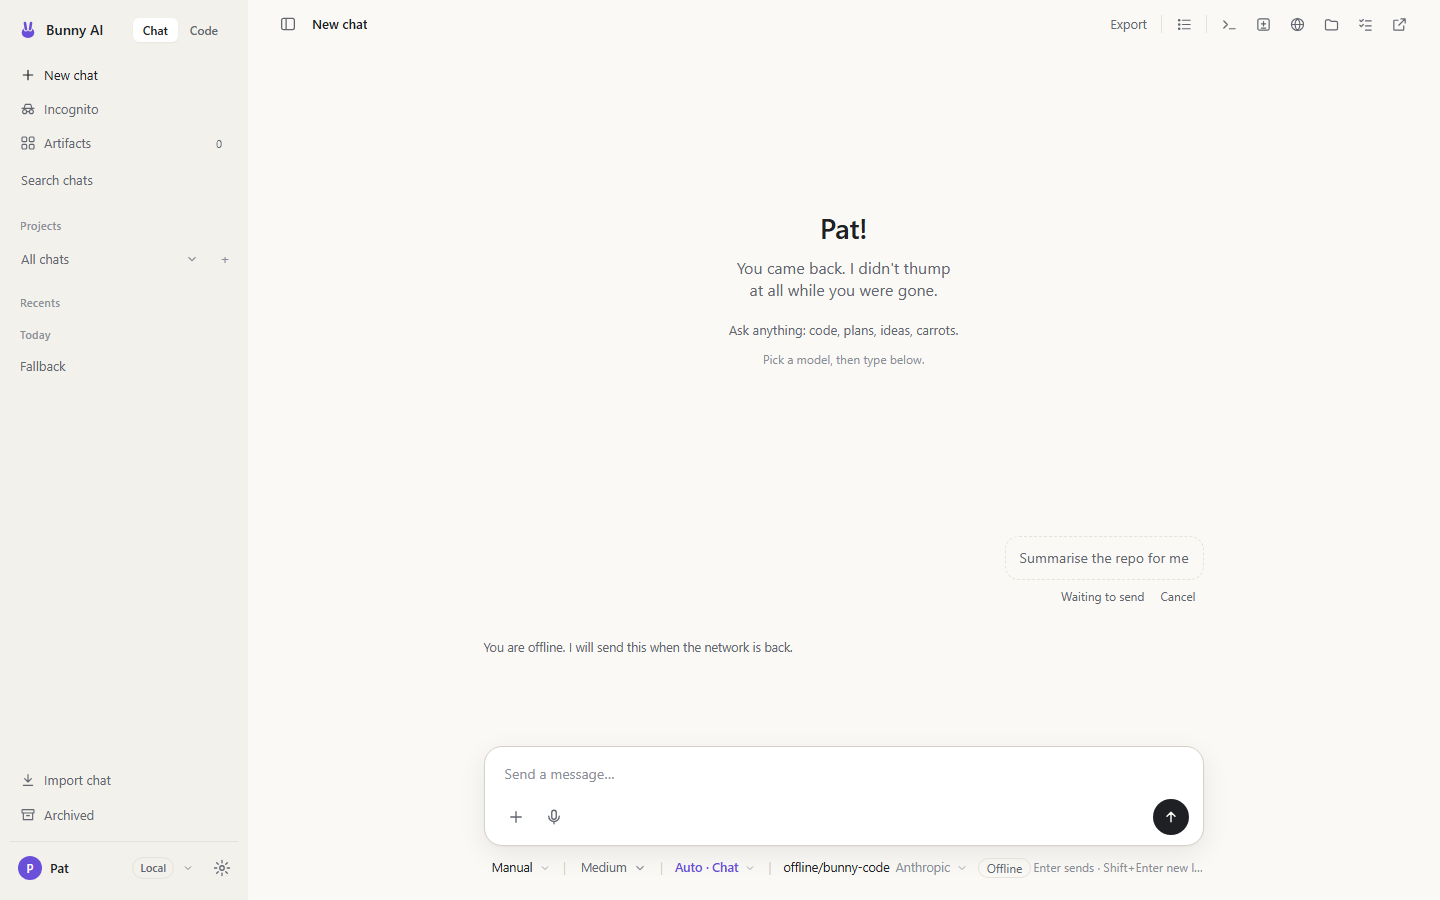 Bunny AI
Chat
Code
New chat
Incognito
Artifacts
0
Search chats
Projects
All chats
+
Recents
Today
Fallback
Import chat
Archived
P
Pat
Local
New chat
Export
Pat!
You came back. I didn't thump
at all while you were gone.
Ask anything: code, plans, ideas, carrots.
Pick a model, then type below.
Summarise the repo for me
Waiting to send Cancel
You are offline. I will send this when the network is back.
Send a message...
Manual
Medium
Auto · Chat
offline/bunny-code Anthropic
Offline
Enter sends · Shift+Enter new l...